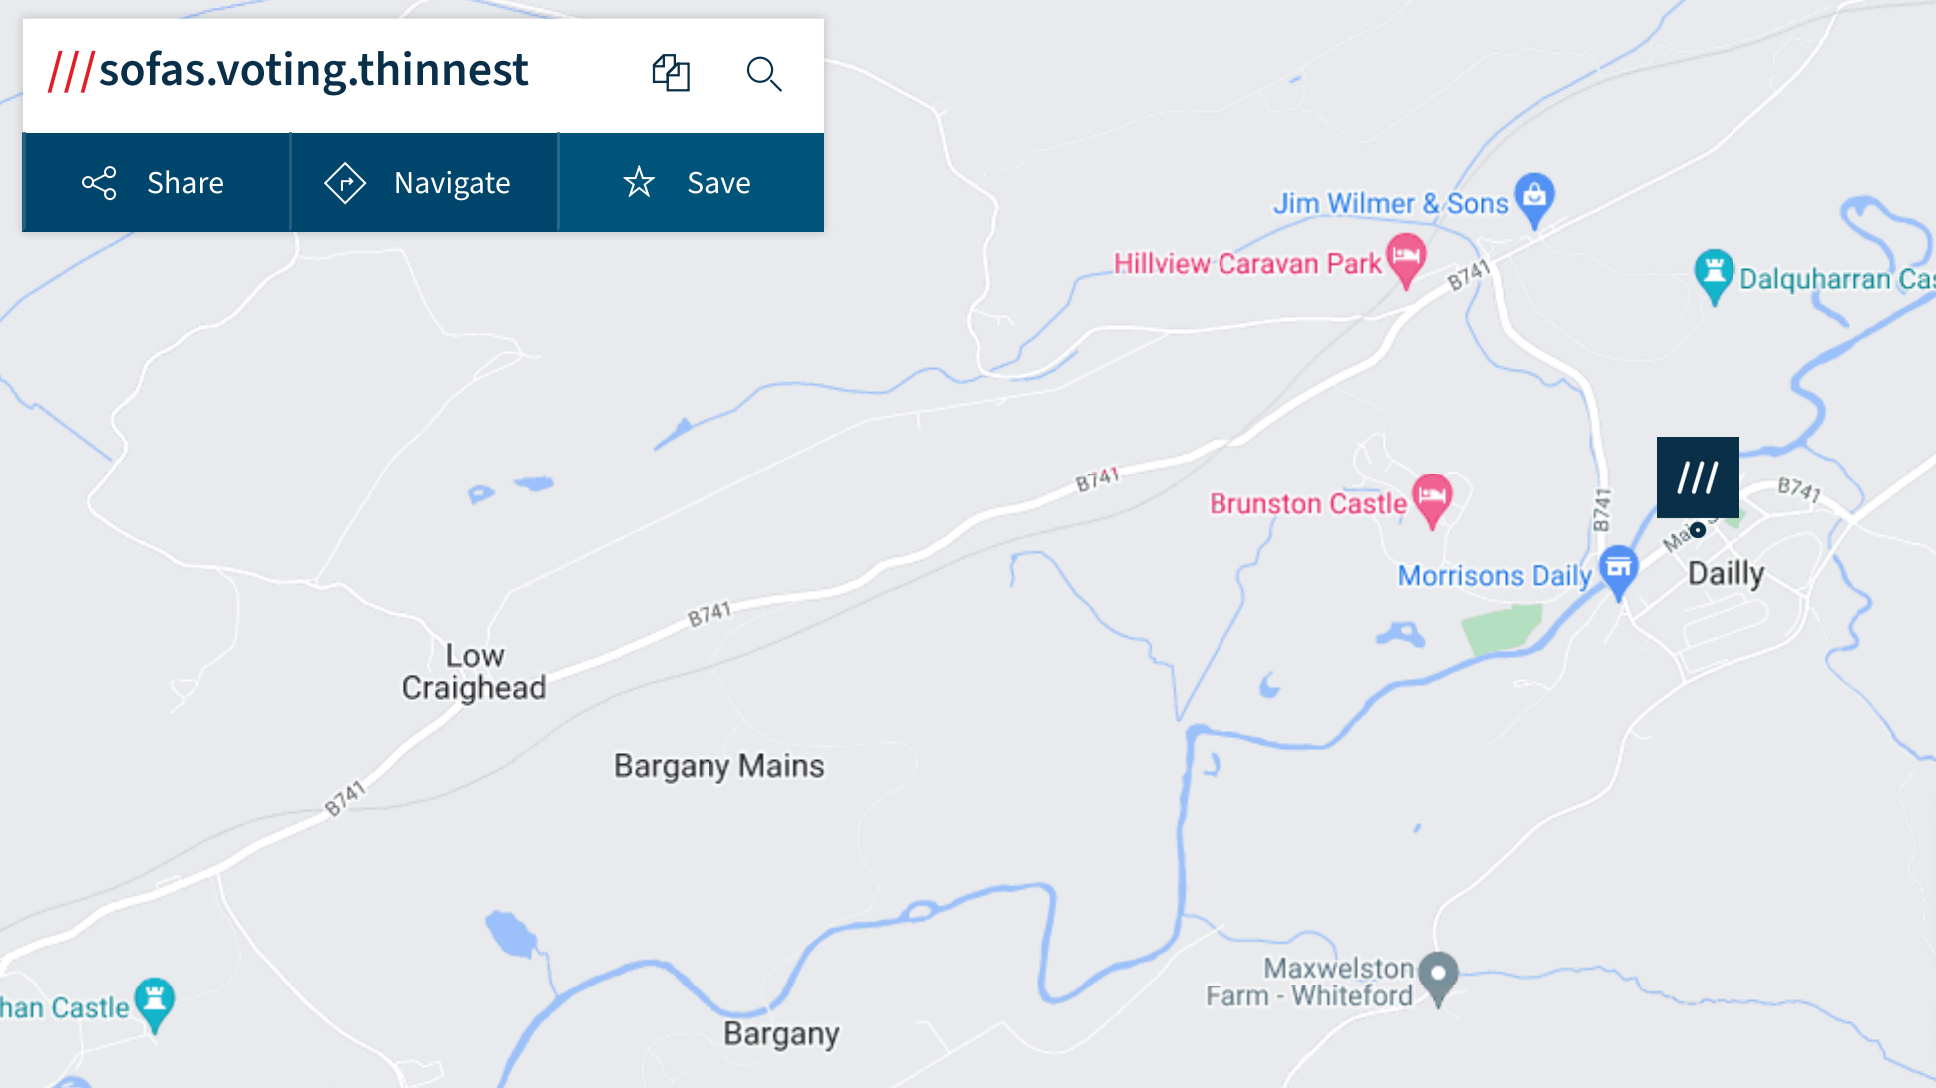 ///sofas.voting.thinnest
Share
Navigate
Save
Jim Wilmer & Sons
Hillview Caravan Park
B741
Dalquharran Cas
B741
Brunston Castle
B741
B741
///
Morrisons Daily
Dailly
B741
Low
Craighead
Bargany Mains
B741
Maxwelston
Farm - Whiteford
han Castle
Bargany